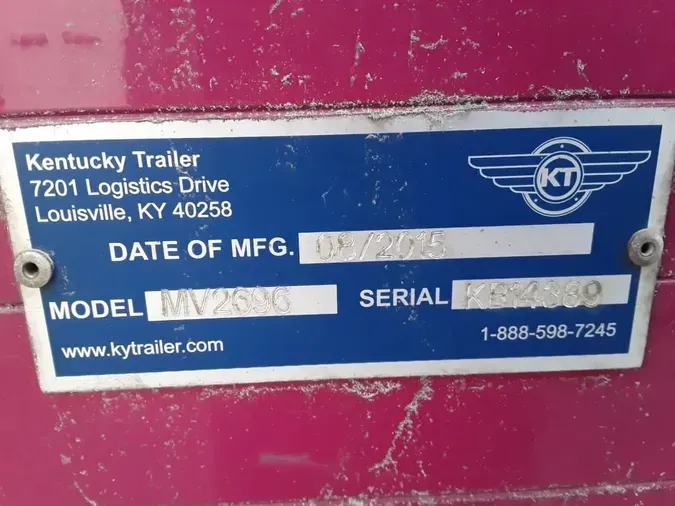 Kentucky Trailer
7201 Logistics Drive
Louisville, KY 40258
KT
DATE OF MFG. 08/2015
MODEL MV2696 SERIAL
www.kytrailer.com
1-888-598-7245